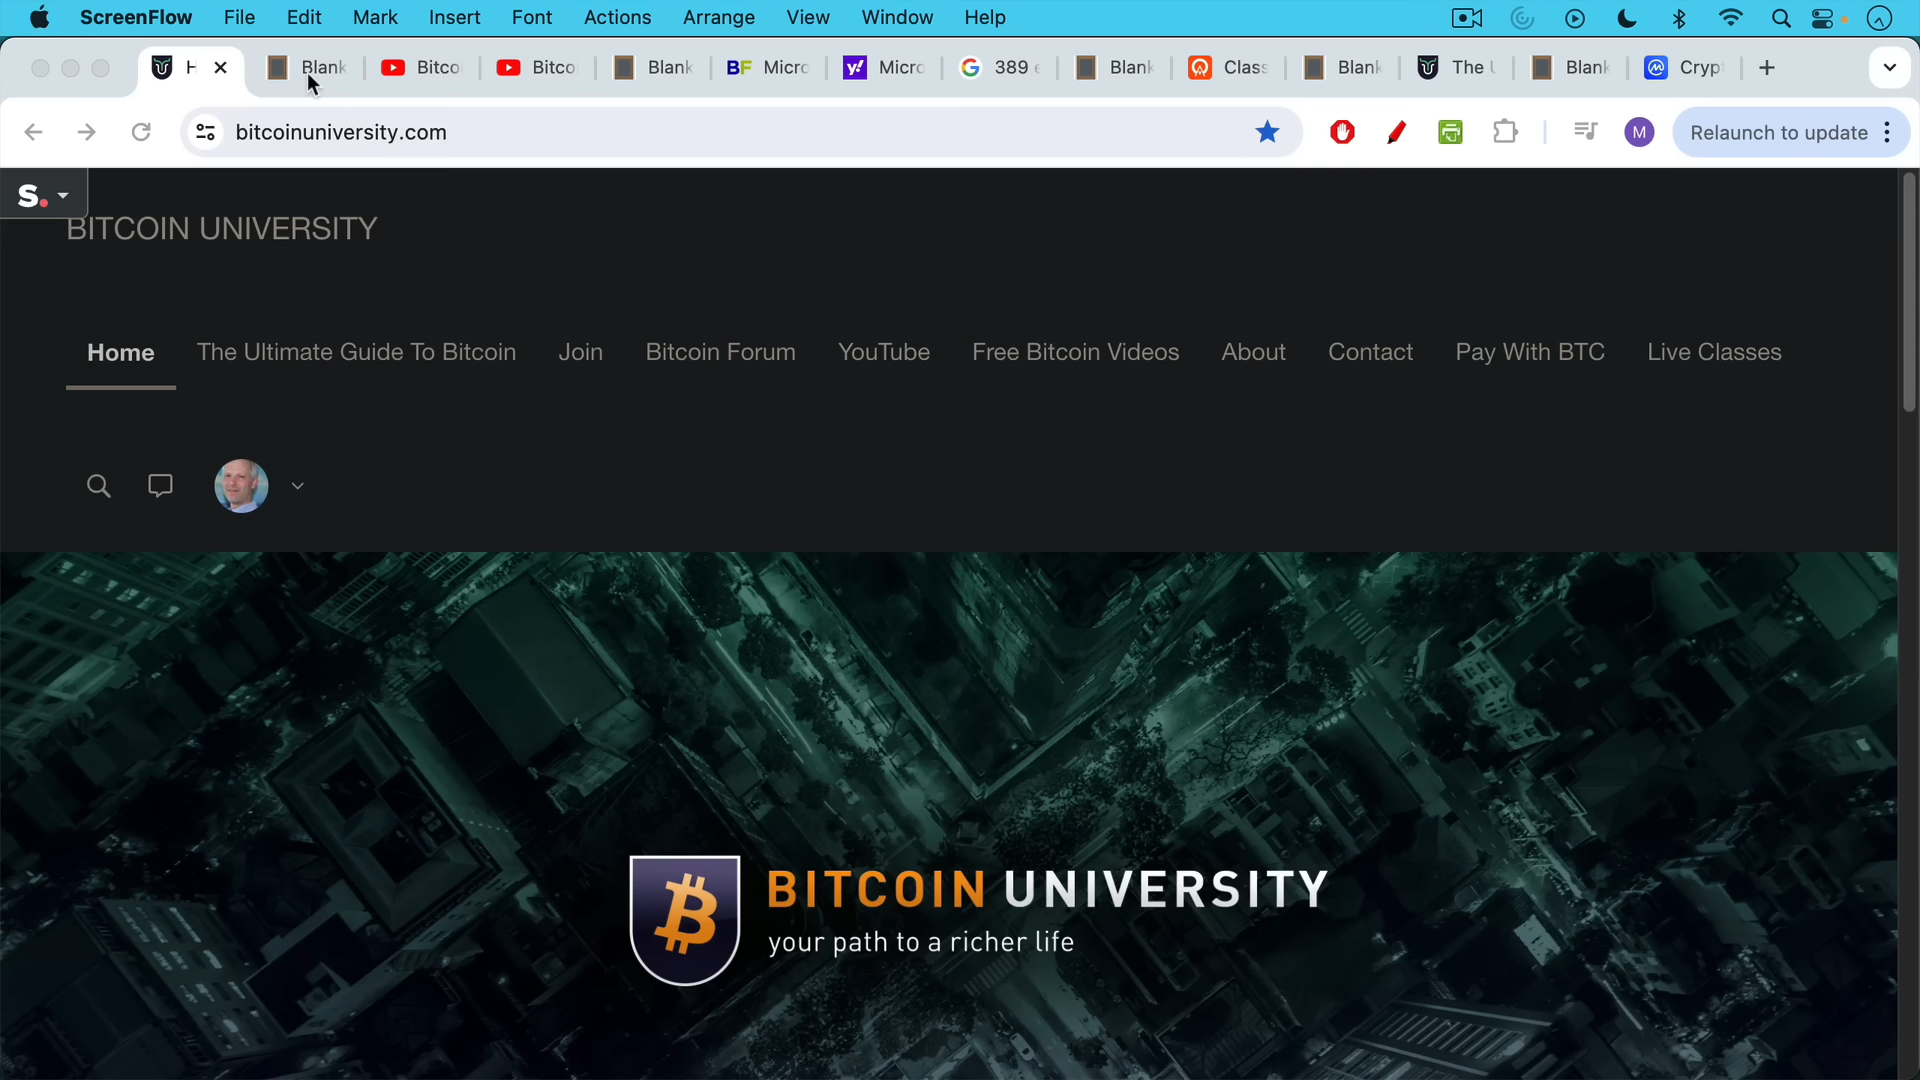 ScreenFlow File Edit Mark Insert Font Actions Arrange View Window Help
H Blank Bitco Bitco Blank BF Micro y! Micro 389 e Blank Class Blank The U Blank Cryp
bitcoinuniversity.com M Relaunch to update
S.
BITCOIN UNIVERSITY
Home The Ultimate Guide To Bitcoin Join Bitcoin Forum YouTube Free Bitcoin Videos About Contact Pay With BTC Live Classes
BITCOIN UNIVERSITY
your path to a richer life